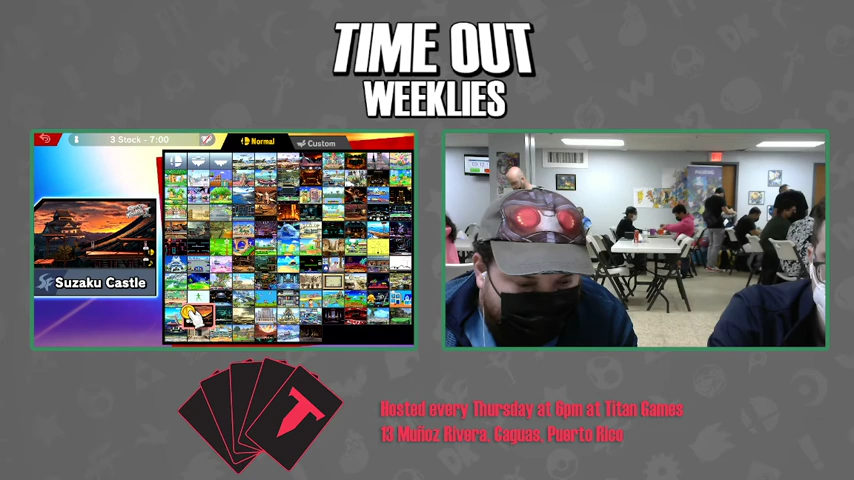 TIME OUT
WEEKLIES
3 Stock - 7:00
Normal
Custom
Suzaku Castle
Hosted every Thursday at 6pm at Titan Games
13 Muñoz Rivera, Caguas, Puerto Rico